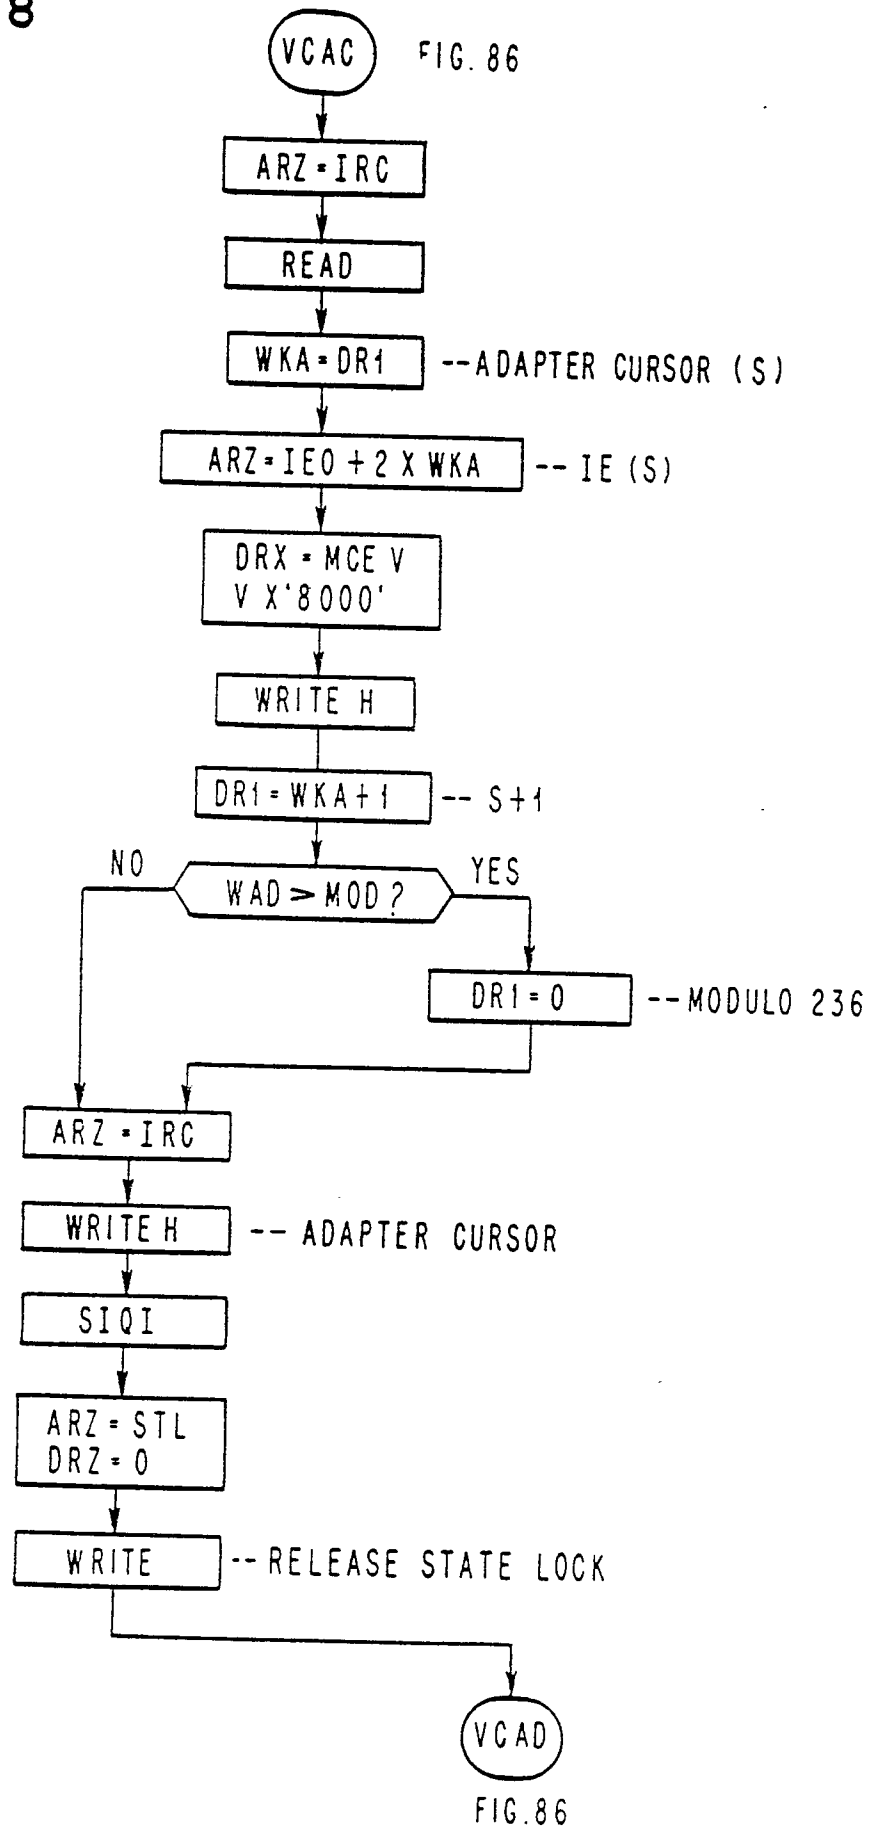 8
VCAC FIG. 86
ARZ=IRC
READ
WKA=DR1 --ADAPTER CURSOR (S)
ARZ=IE0+2 X WKA -- IE (S)
DRX = MCE V
V X'8000'
WRITE H
DR1=WKA+1 -- S+1
NO WAD > MOD? YES
DR1=0 --MODULO 236
ARZ=IRC
WRITE H -- ADAPTER CURSOR
SIQI
ARZ= STL
DRZ=0
WRITE --RELEASE STATE LOCK
VCAD
FIG.86